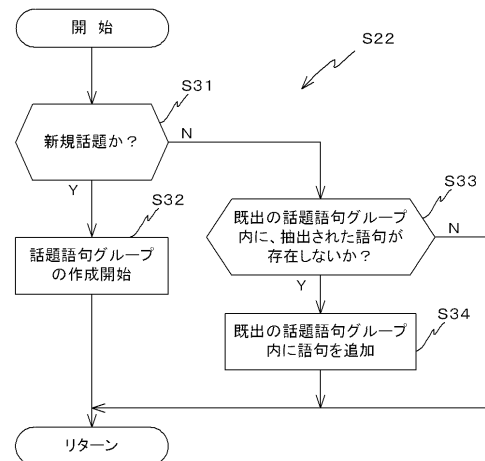 開 始
S22
S31
新規話題か?
N
Y
S32
S33
話題語句グループ
の作成開始
既出の話題語句グループ
内に、抽出された語句が
存在しないか?
N
Y
S34
既出の話題語句グループ
内に語句を追加
リターン